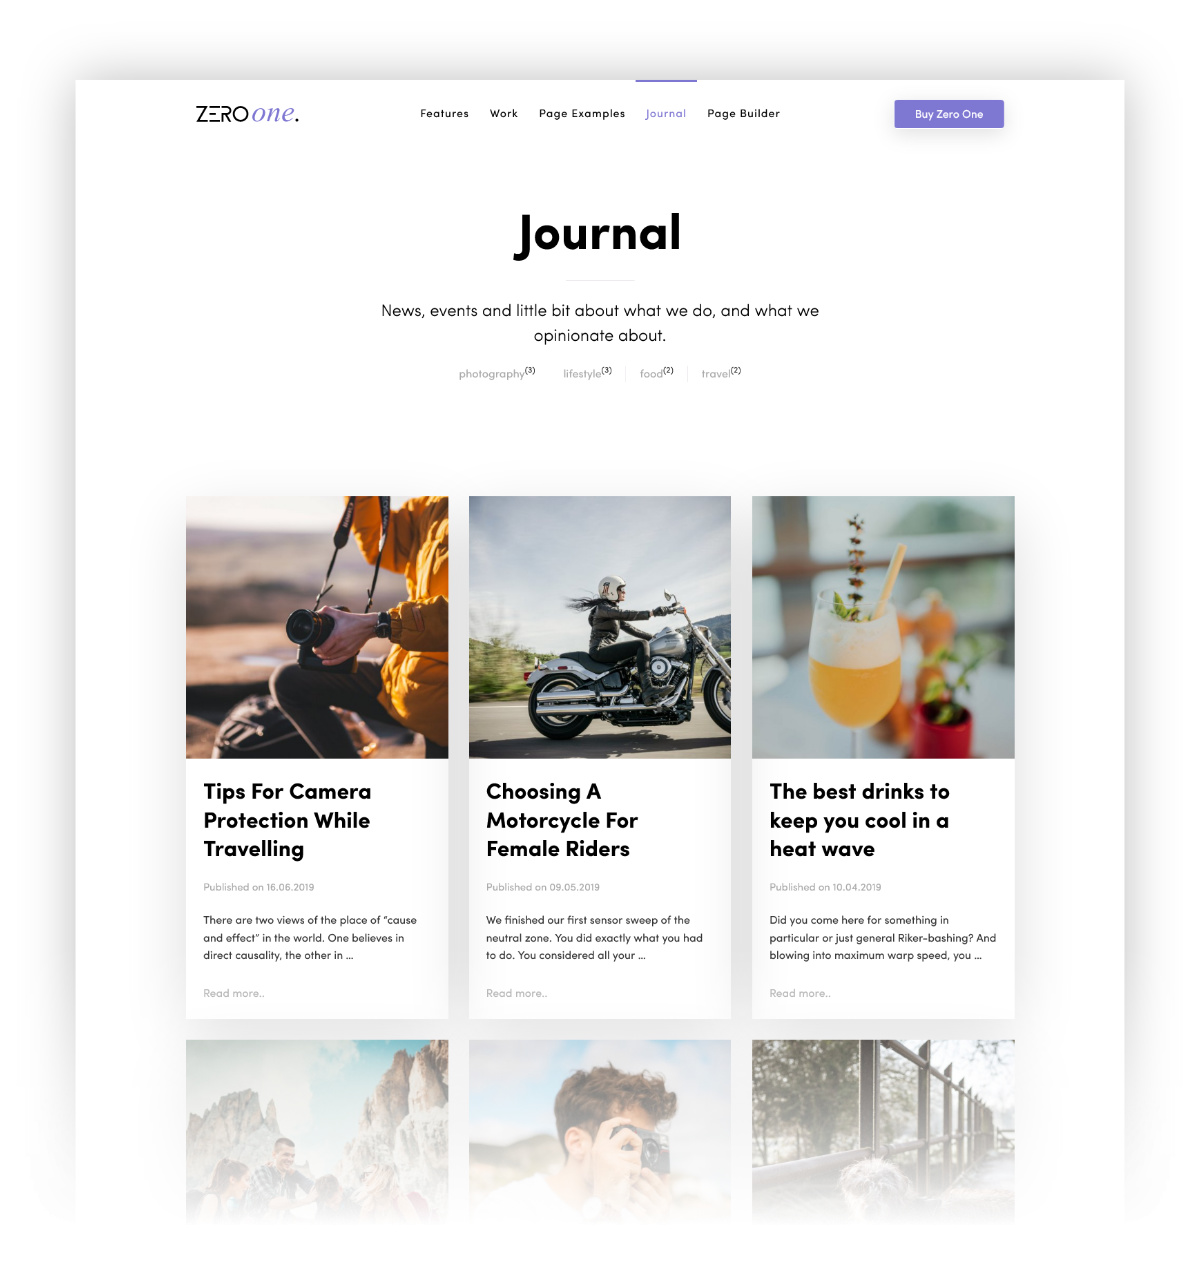 ZERO one.
Features Work Page Examples Journal Page Builder
Buy Zero One
Journal
News, events and little bit about what we do, and what we
opinionate about.
photography(3) lifestyle(3) food(2) travel(2)
Tips For Camera
Protection While
Travelling
Published on 16.06.2019
There are two views of the place of “cause
and effect” in the world. One believes in
direct causality, the other in ...
Read more..
Choosing A
Motorcycle For
Female Riders
Published on 09.05.2019
We finished our first sensor sweep of the
neutral zone. You did exactly what you had
to do. You considered all your ...
Read more..
The best drinks to
keep you cool in a
heat wave
Published on 10.04.2019
Did you come here for something in
particular or just general Riker-bashing? And
blowing into maximum warp speed, you ...
Read more..